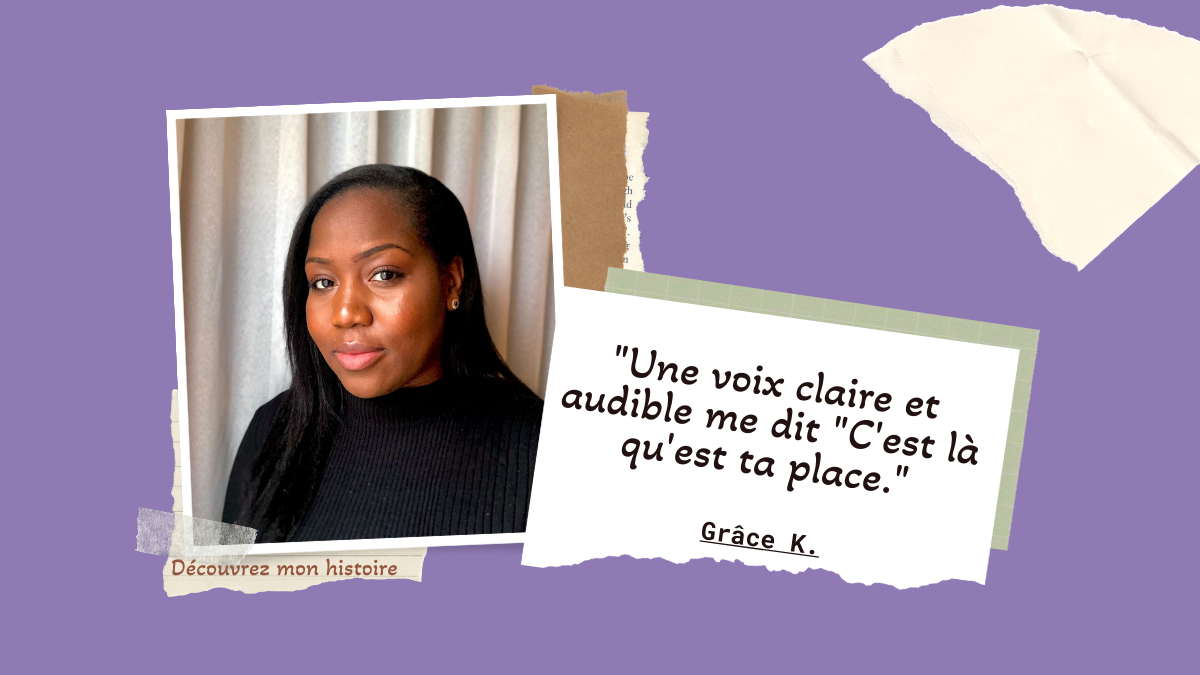 "Une voix claire et
audible me dit "C'est là
qu'est ta place."
Grâce K.
Découvrez mon histoire